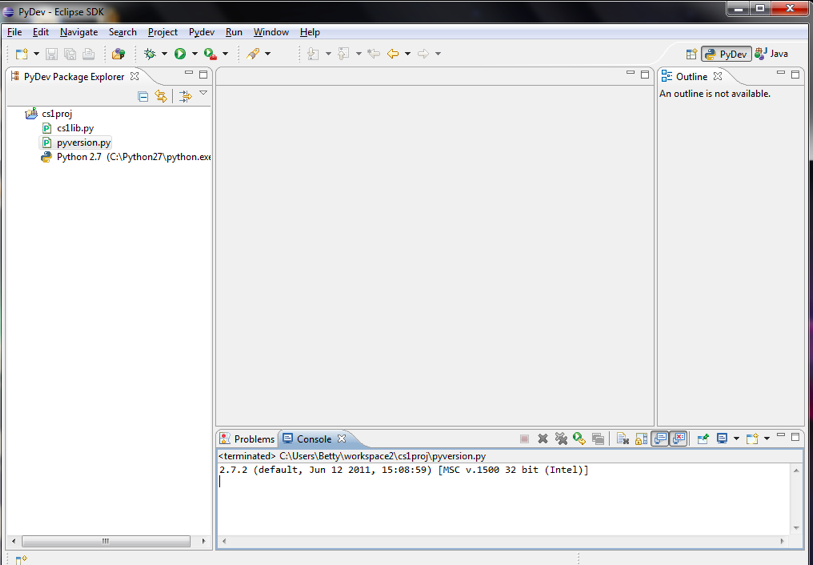 PyDev - Eclipse SDK
File Edit Navigate Search Project Pydev Run Window Help
PyDev Java
PyDev Package Explorer
cs1proj
cs1lib.py
pyversion.py
Python 2.7 (C:\Python27\python.exe
Outline
An outline is not available.
Problems Console
<terminated> C:\Users\Betty\workspace2\cs1proj\pyversion.py
2.7.2 (default, Jun 12 2011, 15:08:59) [MSC v.1500 32 bit (Intel)]